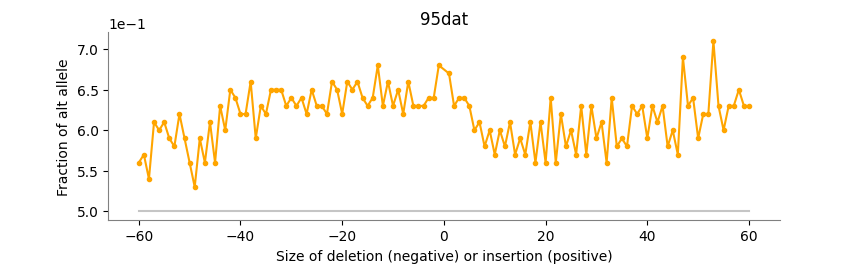 95dat
1e−1
7.0
6.5
6.0
5.5
5.0
Fraction of alt allele
−60 −40 −20 0 20 40 60
Size of deletion (negative) or insertion (positive)